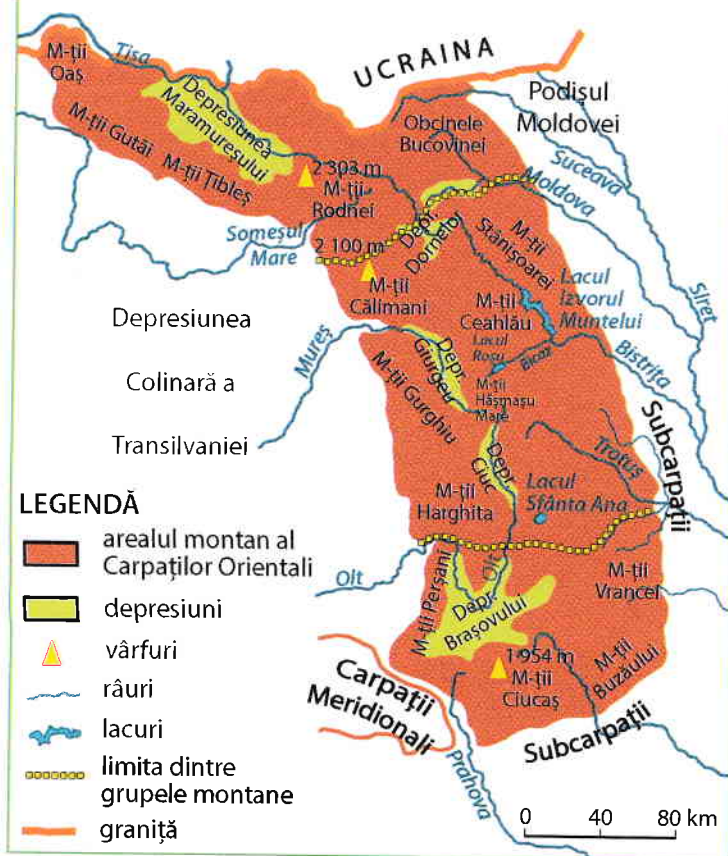 UCRAINA
Tisa
M-ții
Oaș
Depresiunea
Maramureșului
M-ții Gutâi
M-ții Țibleș
Podișul
Moldovei
Obcinele
Bucovinei
Suceava
Moldova
2 303 m
M-ții
Rodnei
Someșul
Mare
2 100 m
Depr.
Dornelor
M-ții
Stânișoarei
M-ții
Călimani
Lacul
Izvorul
Muntelui
Siret
M-ții
Ceahlău
Lacul
Roșu
Bicaz
Bistrița
Depresiunea
Colinară a
Transilvaniei
Mureș
Depr.
Giurgeu
M-ții Gurghiu
M-ții
Hășmașu
Mare
Subcarpații
Trotuș
Depr.
Ciuc
M-ții
Harghita
Lacul
Sfânta Ana
Olt
Olt
M-ții Perșani
Depr.
Brașovului
M-ții
Vrancei
1 954 m
M-ții
Ciucaș
M-ții
Buzăului
Carpații
Meridionali
Subcarpații
Prahova
LEGENDĂ
arealul montan al
Carpaților Orientali
depresiuni
vârfuri
râuri
lacuri
limita dintre
grupele montane
graniță
0 40 80 km